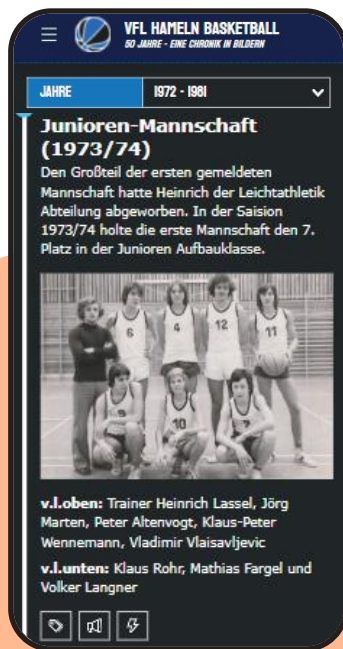 VFL HAMELN BASKETBALL
50 JAHRE - EINE CHRONIK IN BILDERN
JAHRE
1972 - 1981
Junioren-Mannschaft
(1973/74)
Den Großteil der ersten gemeldeten
Mannschaft hatte Heinrich der Leichtathletik
Abteilung abgeworben. In der Saision
1973/74 holte die erste Mannschaft den 7.
Platz in der Junioren Aufbauklasse.
6
4
12
11
10
v.l.oben: Trainer Heinrich Lassel, Jörg
Marten, Peter Altenvogt, Klaus-Peter
Wennemann, Vladimir Vlaisavljevic
v.l.unten: Klaus Rohr, Mathias Fargel und
Volker Langner